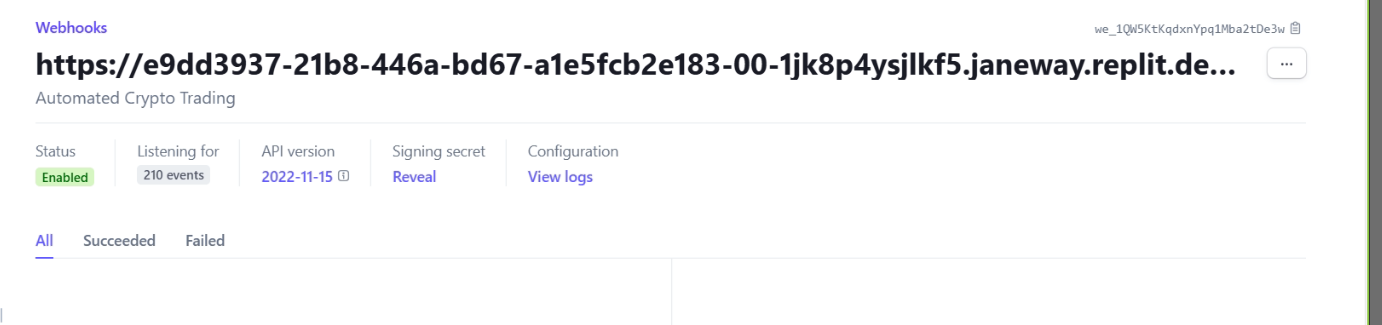 Webhooks
we_1QW5KtKqdxnYpq1Mba2tDe3w
https://e9dd3937-21b8-446a-bd67-a1e5fcb2e183-00-1jk8p4ysjlkf5.janeway.replit.de...
Automated Crypto Trading
Status Listening for API version Signing secret Configuration
Enabled 210 events 2022-11-15 Reveal View logs
All Succeeded Failed